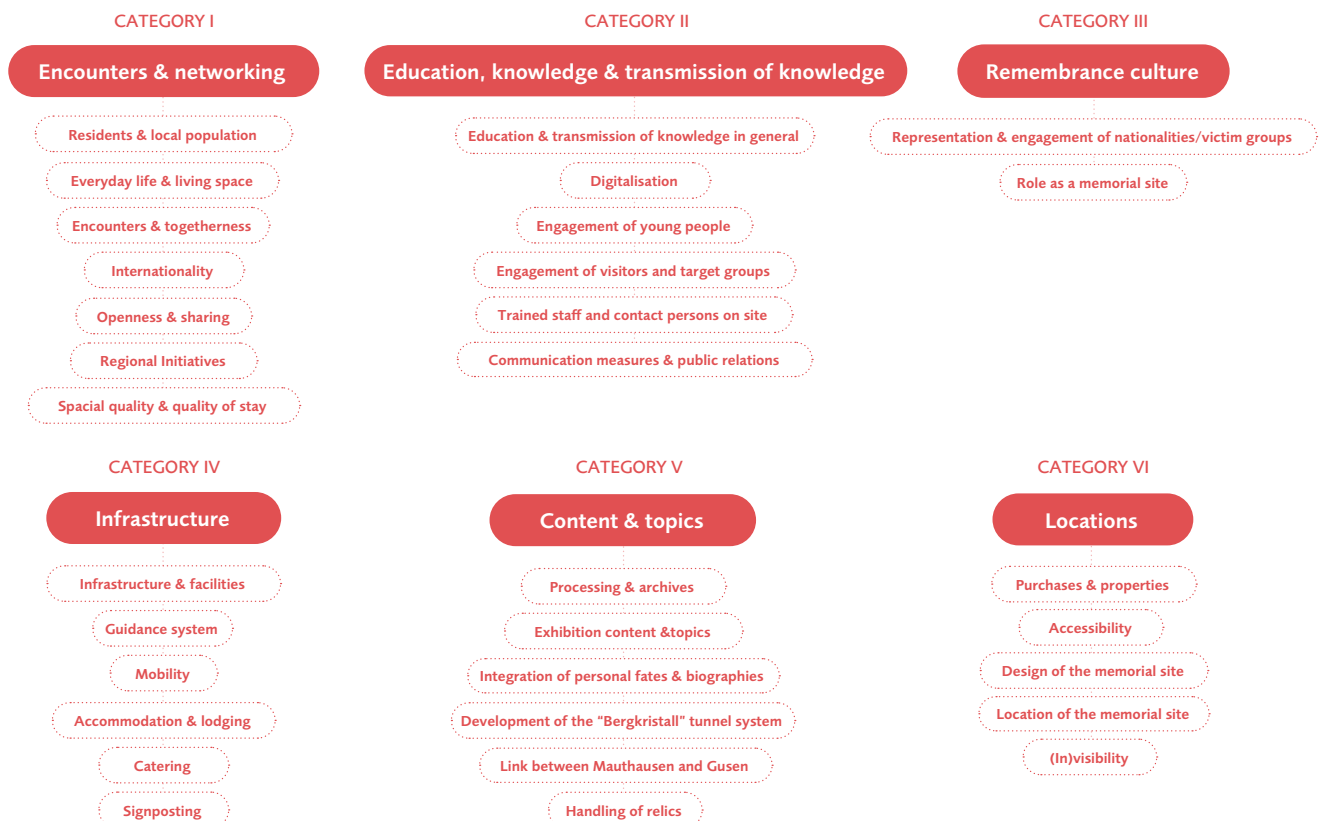 CATEGORY I
Encounters & networking
Residents & local population
Everyday life & living space
Encounters & togetherness
Internationality
Openness & sharing
Regional Initiatives
Spacial quality & quality of stay
CATEGORY II
Education, knowledge & transmission of knowledge
Education & transmission of knowledge in general
Digitalisation
Engagement of young people
Engagement of visitors and target groups
Trained staff and contact persons on site
Communication measures & public relations
CATEGORY III
Remembrance culture
Representation & engagement of nationalities/victim groups
Role as a memorial site
CATEGORY IV
Infrastructure
Infrastructure & facilities
Guidance system
Mobility
Accommodation & lodging
Catering
Signposting
CATEGORY V
Content & topics
Processing & archives
Exhibition content &topics
Integration of personal fates & biographies
Development of the “Bergkristall” tunnel system
Link between Mauthausen and Gusen
Handling of relics
CATEGORY VI
Locations
Purchases & properties
Accessibility
Design of the memorial site
Location of the memorial site
(In)visibility